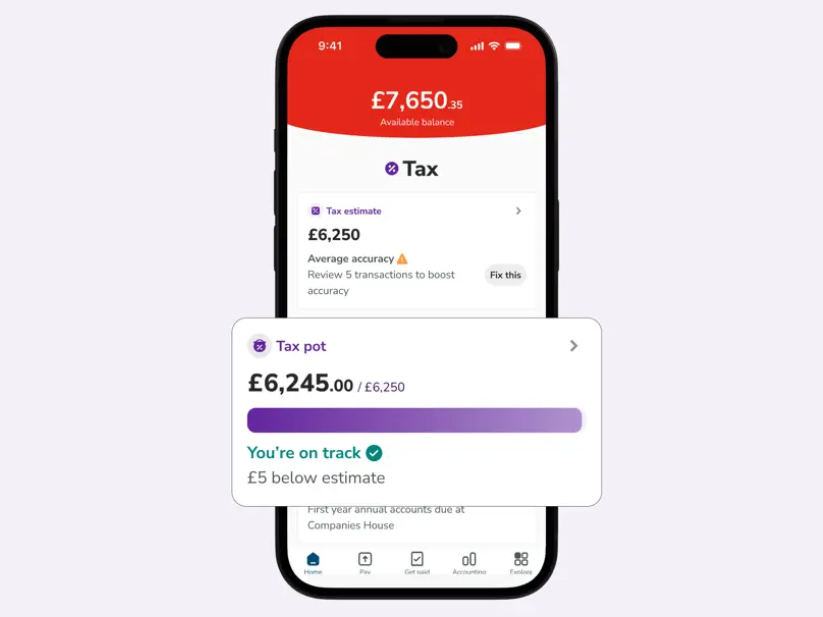 9:41
£7,650.35
Available balance
Tax
Tax estimate
£6,250
Average accuracy
Review 5 transactions to boost
accuracy
Fix this
Tax pot
£6,245.00 / £6,250
You're on track
£5 below estimate
First year annual accounts due at
Companies House
Home Pay Get paid Accounting Explore